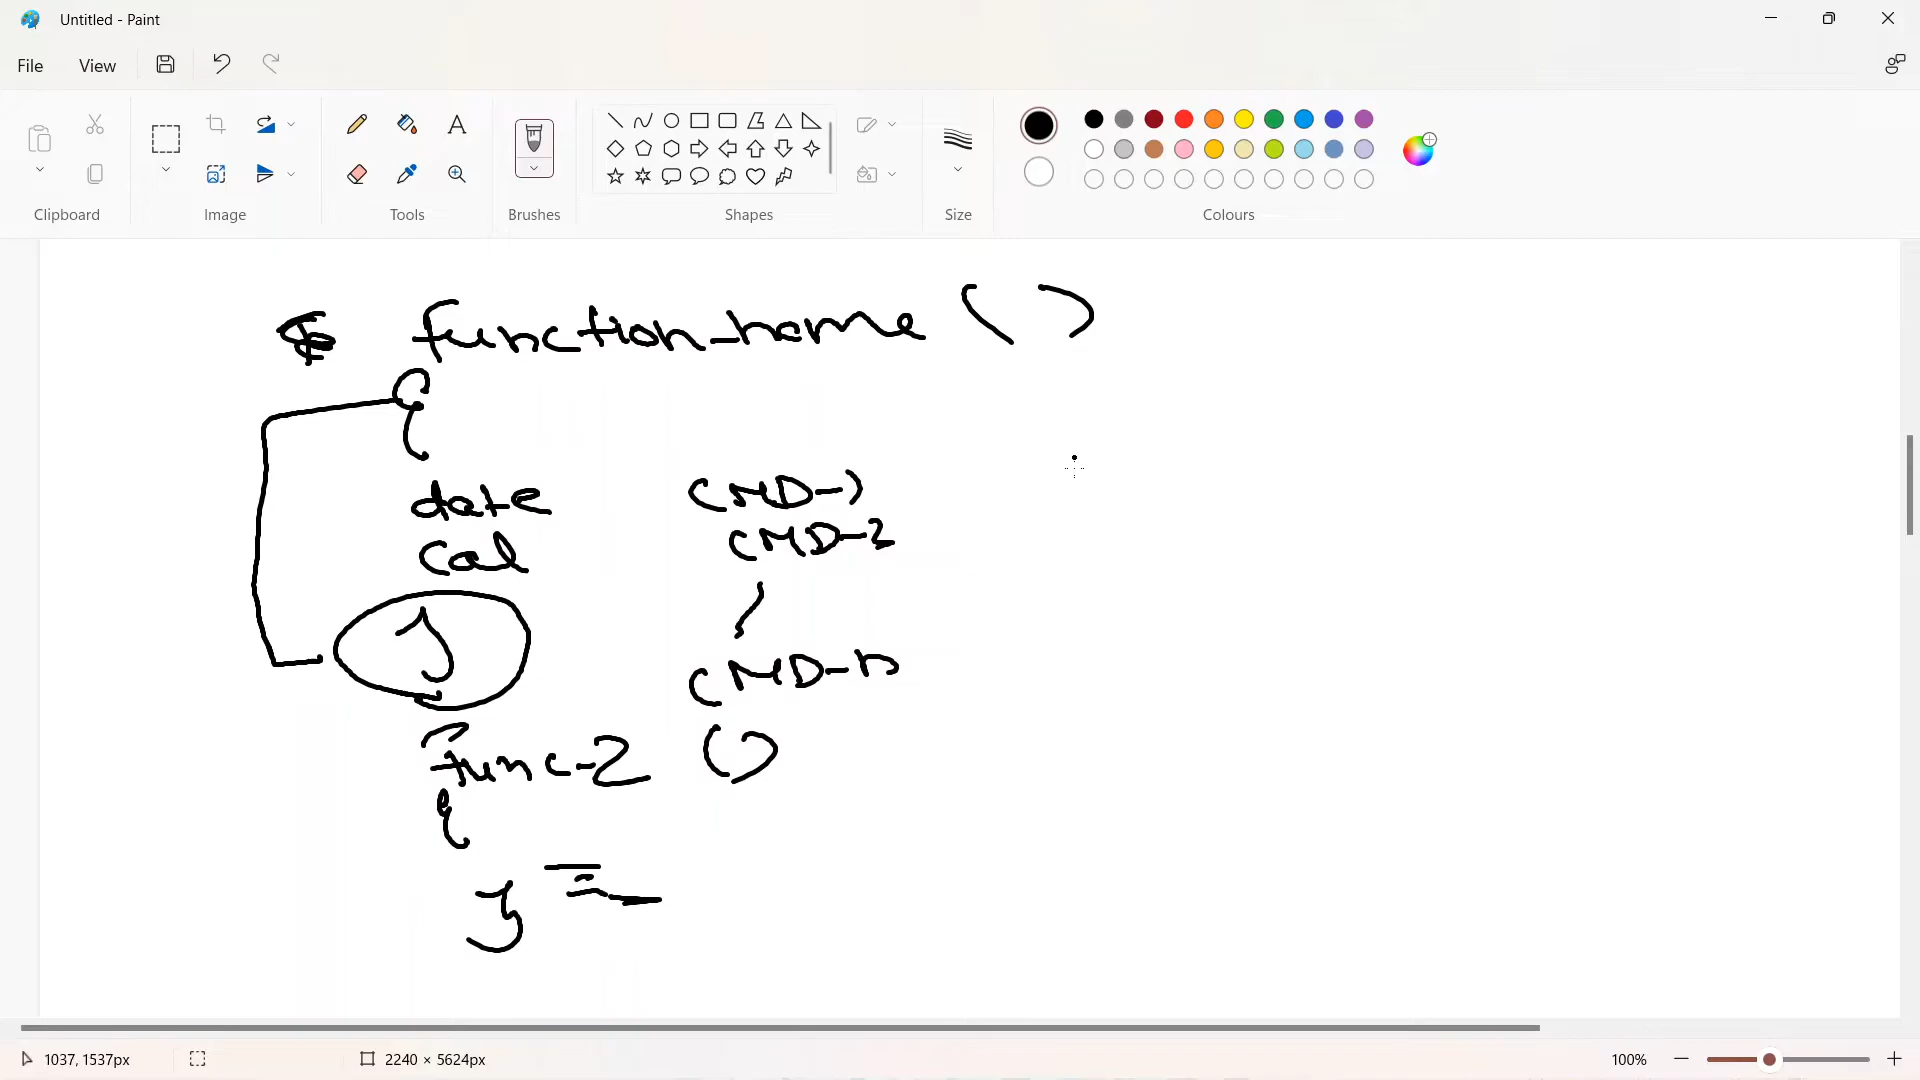 Untitled - Paint
File View
Clipboard Image Tools Brushes Shapes Size Colours
$ function_name ( )
{
date CMD-1
cal CMD-2
}
CMD-n
func-2 ()
{
}
1037, 1537px 2240 × 5624px 100%